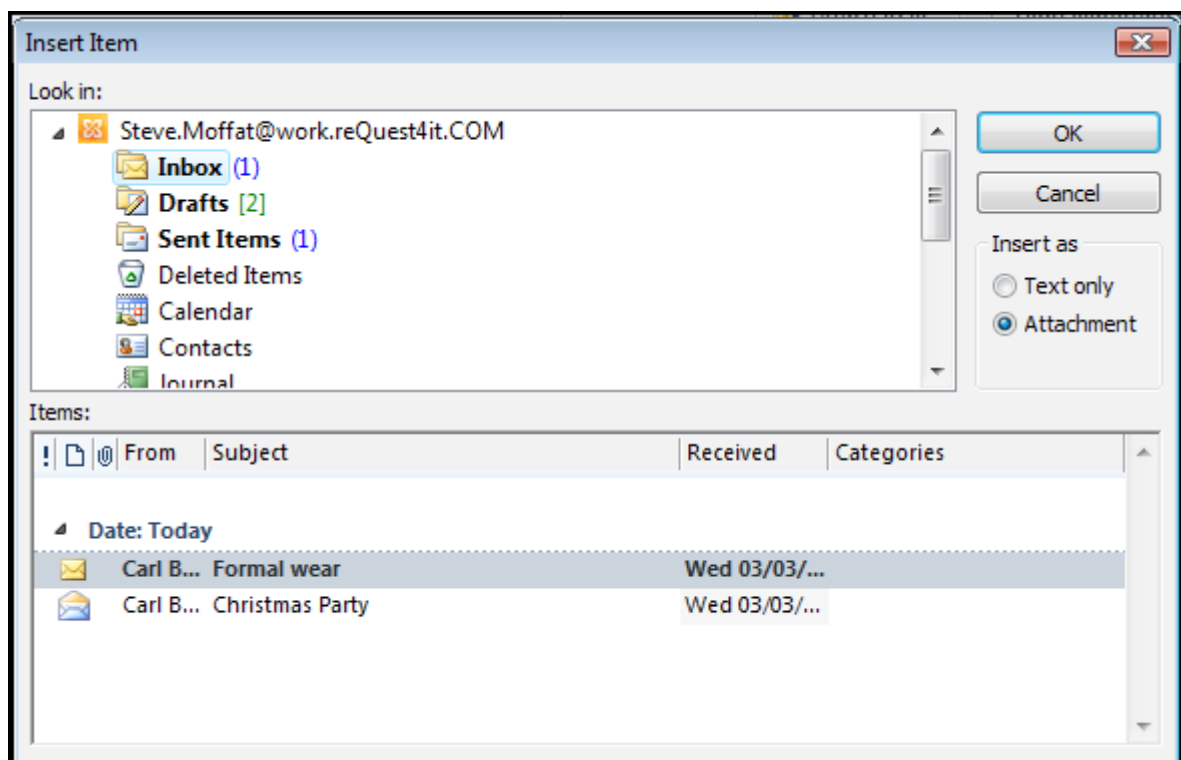 Insert Item
Look in:
Steve.Moffat@work.reQuest4it.COM
OK
Inbox (1)
Cancel
Drafts [2]
Sent Items (1)
Insert as
Deleted Items
Text only
Calendar
Attachment
Contacts
Journal
Items:
! From Subject Received Categories
Date: Today
Carl B... Formal wear Wed 03/03/...
Carl B... Christmas Party Wed 03/03/...